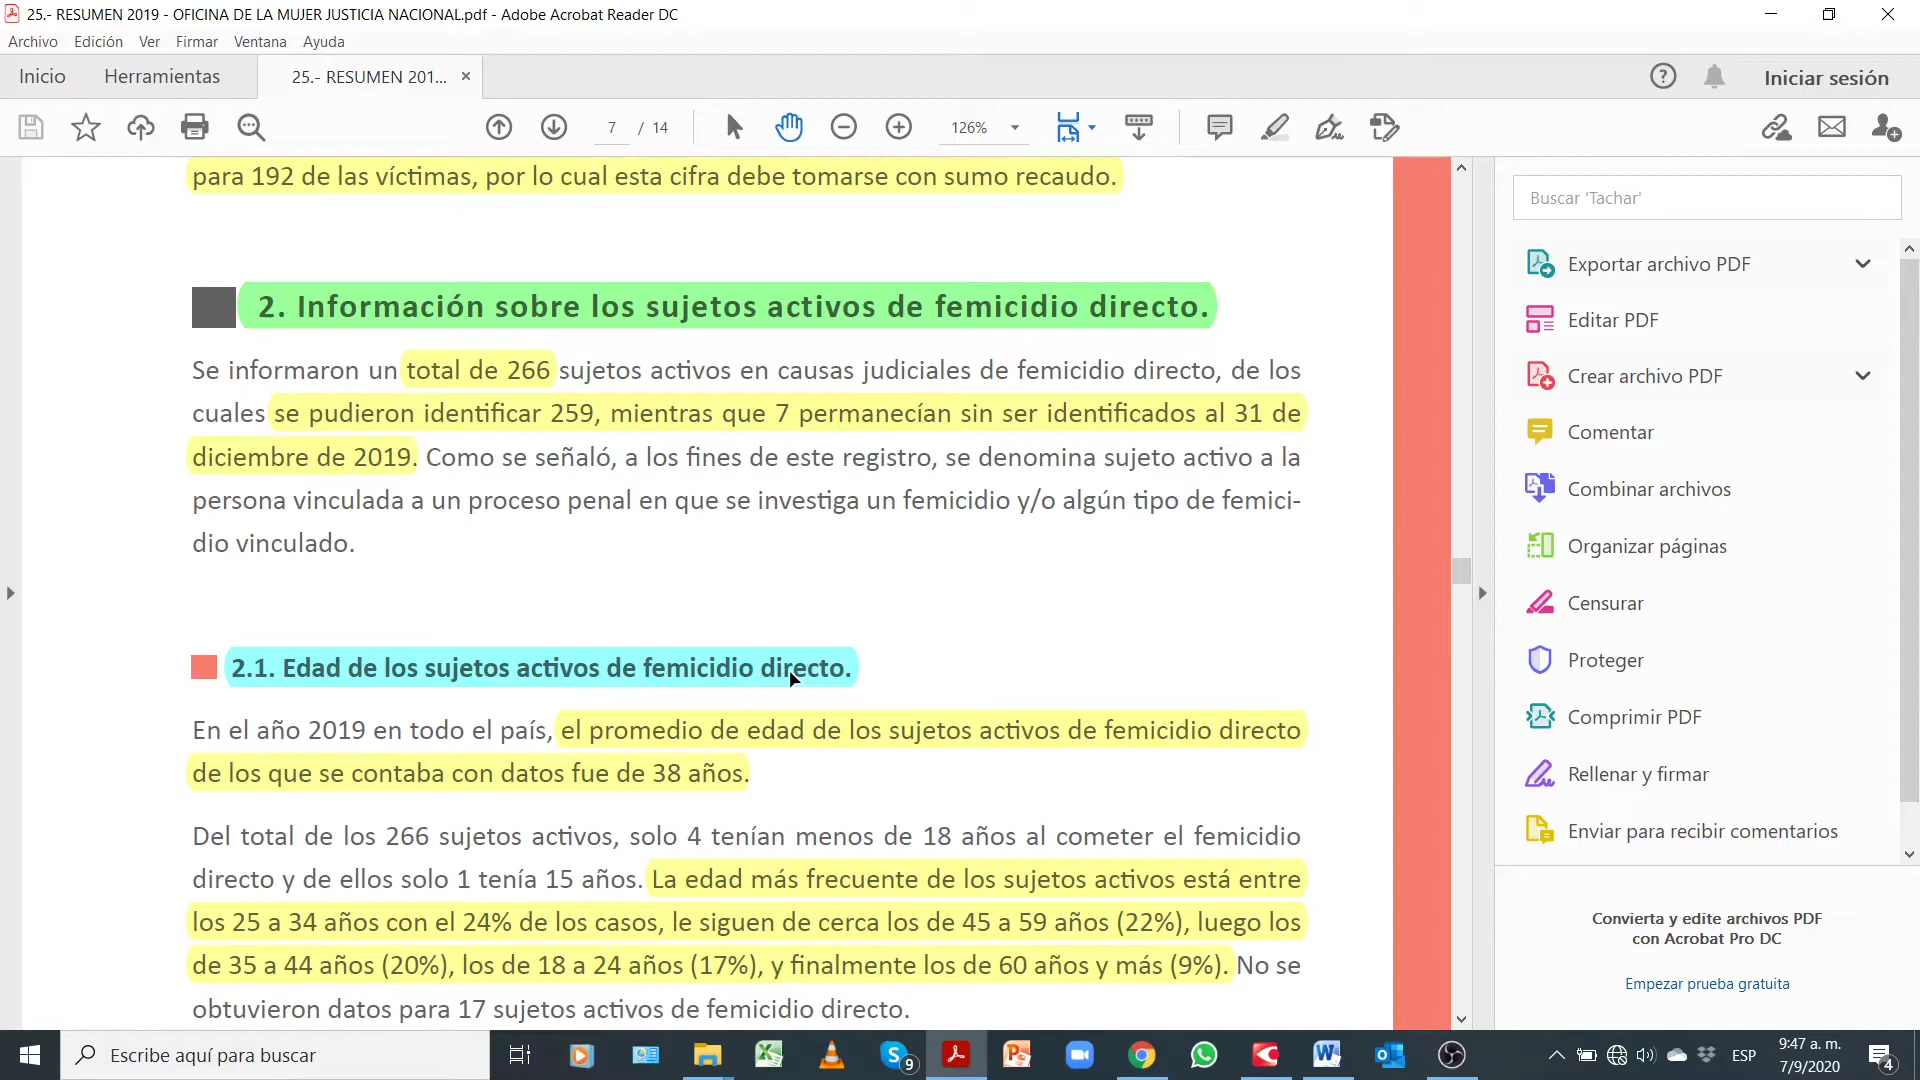 25.- RESUMEN 2019 - OFICINA DE LA MUJER JUSTICIA NACIONAL.pdf - Adobe Acrobat Reader DC
Archivo Edición Ver Firmar Ventana Ayuda
Inicio Herramientas 25.- RESUMEN 201... × Iniciar sesión
7 / 14 126%
para 192 de las víctimas, por lo cual esta cifra debe tomarse con sumo recaudo.
2. Información sobre los sujetos activos de femicidio directo.
Se informaron un total de 266 sujetos activos en causas judiciales de femicidio directo, de los
cuales se pudieron identificar 259, mientras que 7 permanecían sin ser identificados al 31 de
diciembre de 2019. Como se señaló, a los fines de este registro, se denomina sujeto activo a la
persona vinculada a un proceso penal en que se investiga un femicidio y/o algún tipo de femici-
dio vinculado.
2.1. Edad de los sujetos activos de femicidio directo.
En el año 2019 en todo el país, el promedio de edad de los sujetos activos de femicidio directo
de los que se contaba con datos fue de 38 años.
Del total de los 266 sujetos activos, solo 4 tenían menos de 18 años al cometer el femicidio
directo y de ellos solo 1 tenía 15 años. La edad más frecuente de los sujetos activos está entre
los 25 a 34 años con el 24% de los casos, le siguen de cerca los de 45 a 59 años (22%), luego los
de 35 a 44 años (20%), los de 18 a 24 años (17%), y finalmente los de 60 años y más (9%). No se
obtuvieron datos para 17 sujetos activos de femicidio directo.
Buscar 'Tachar'
Exportar archivo PDF
Editar PDF
Crear archivo PDF
Comentar
Combinar archivos
Organizar páginas
Censurar
Proteger
Comprimir PDF
Rellenar y firmar
Enviar para recibir comentarios
Convierta y edite archivos PDF
con Acrobat Pro DC
Empezar prueba gratuita
Escribe aquí para buscar
9
ESP
9:47 a. m.
7/9/2020
4